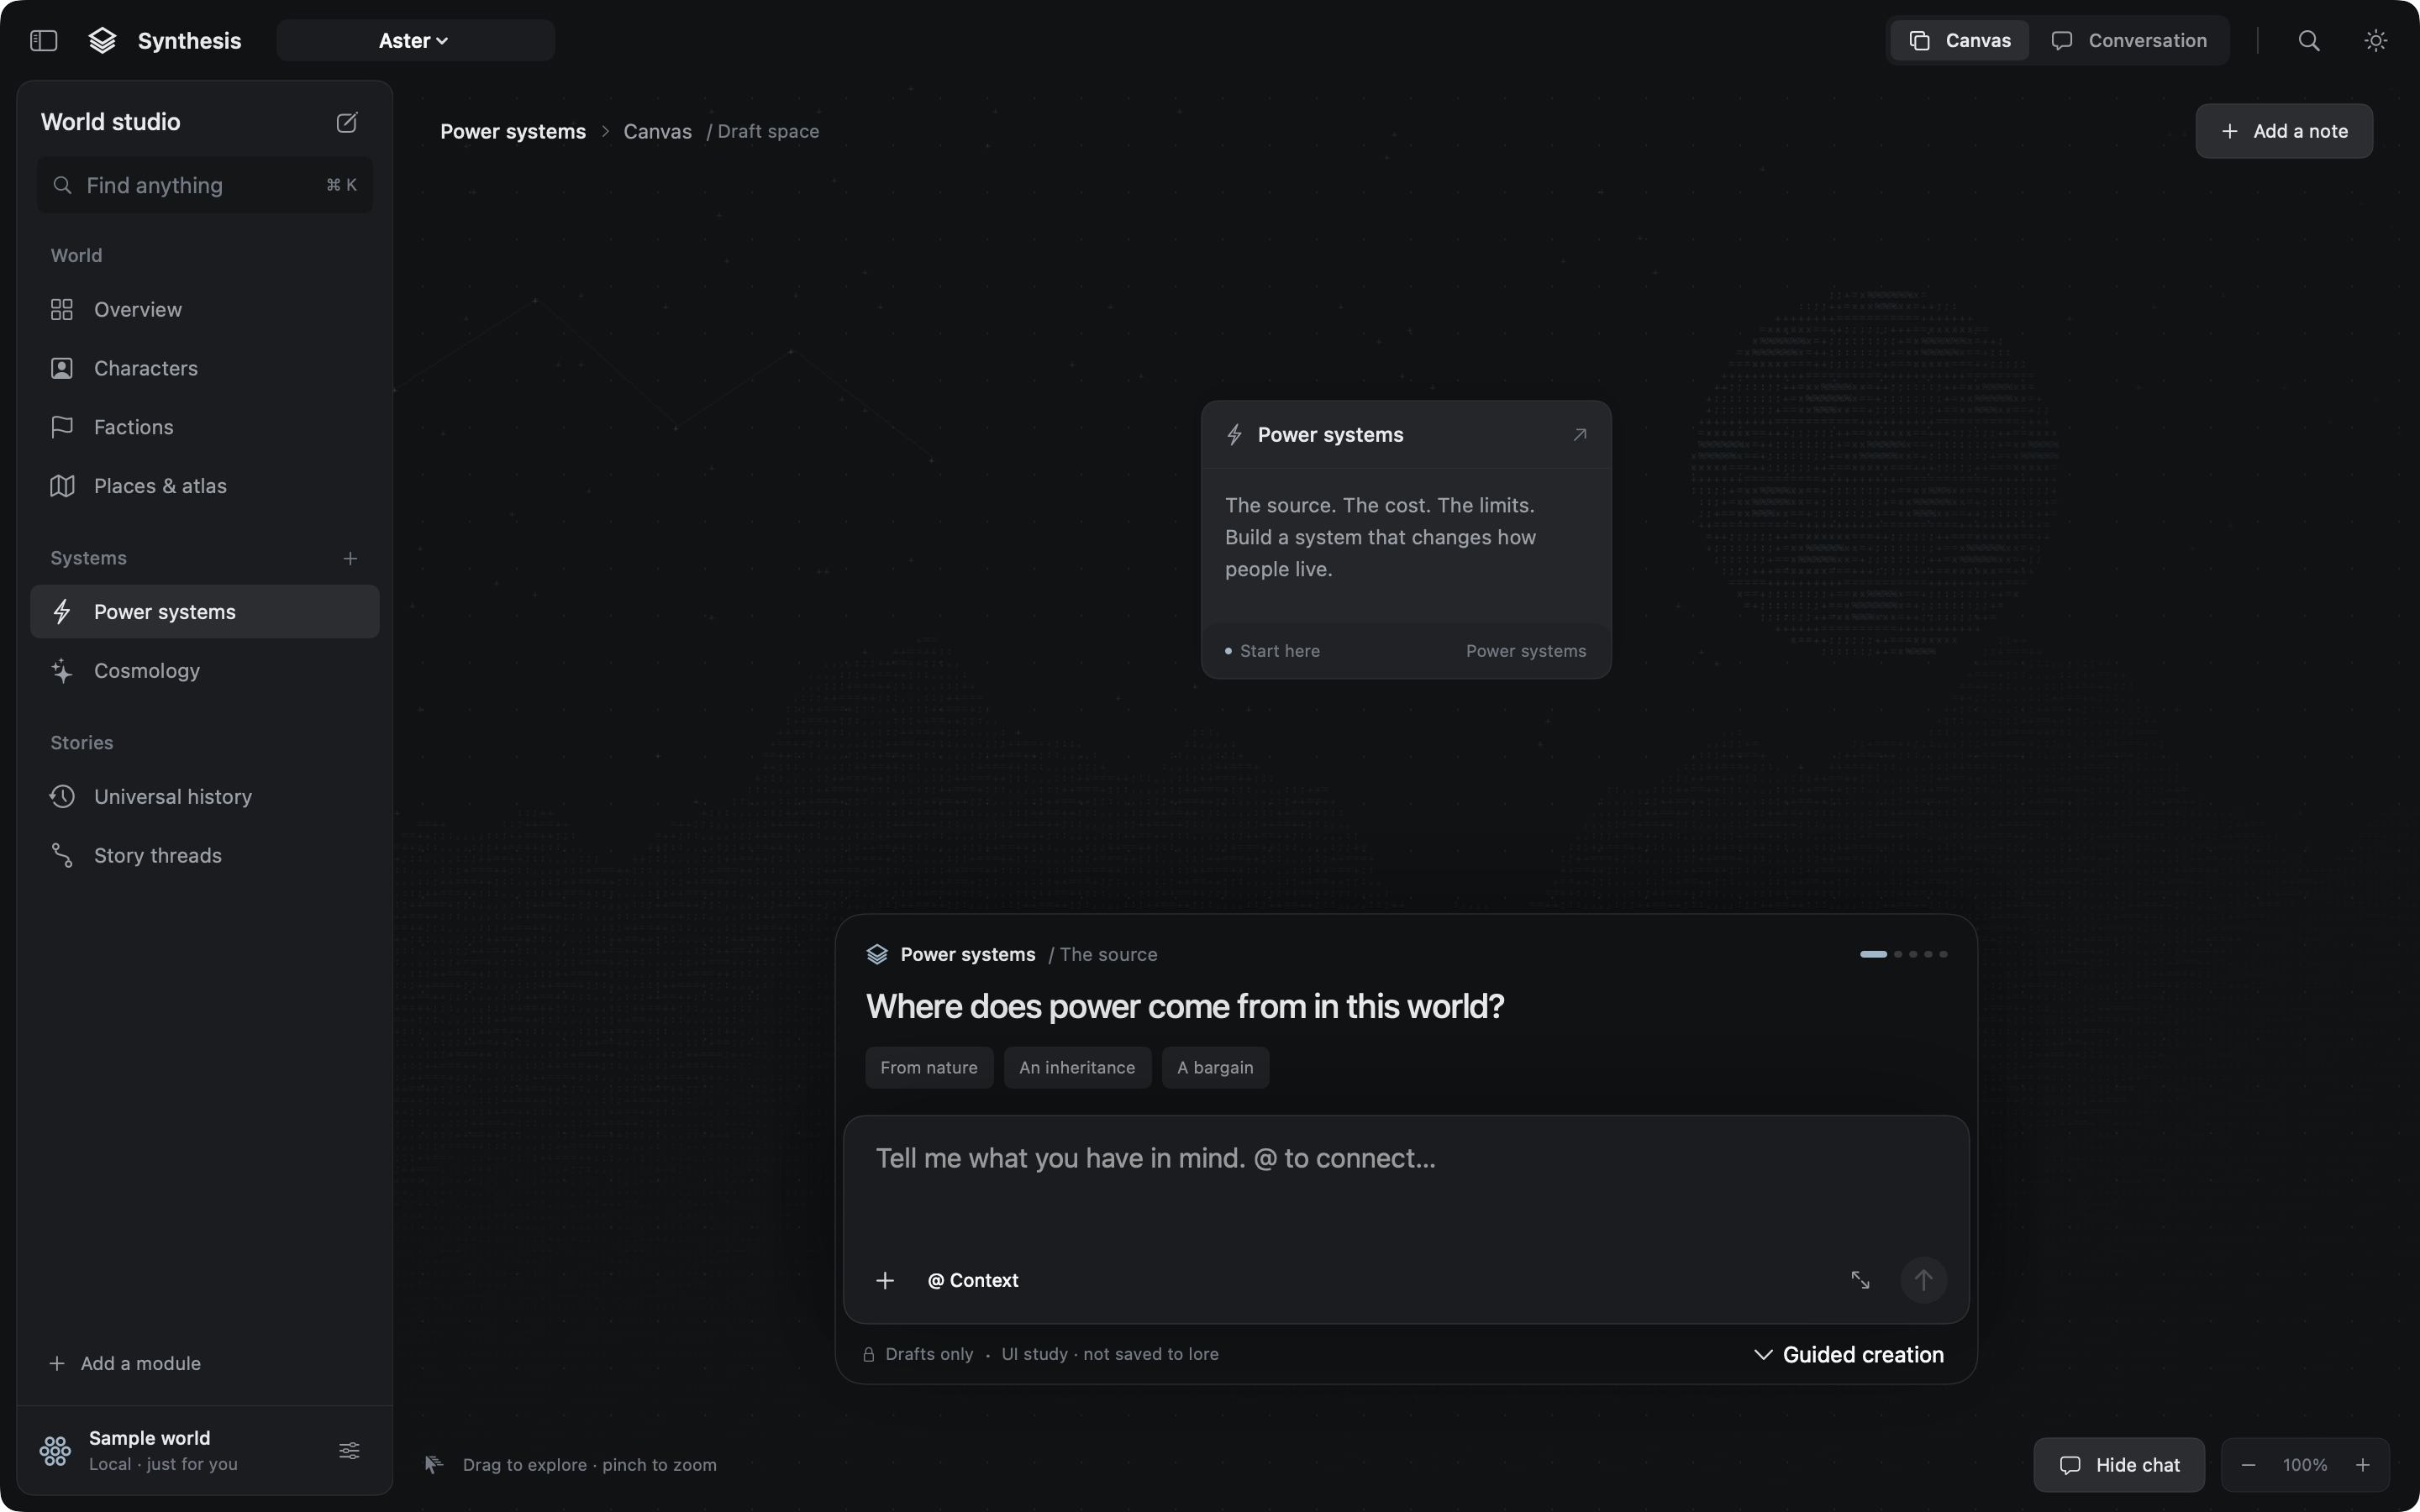 Synthesis
Aster
Canvas
Conversation
World studio
Find anything
⌘ K
World
Overview
Characters
Factions
Places & atlas
Systems
Power systems
Cosmology
Stories
Universal history
Story threads
+ Add a module
Sample world
Local · just for you
Power systems > Canvas / Draft space
+ Add a note
Power systems
The source. The cost. The limits.
Build a system that changes how
people live.
Start here
Power systems
Power systems / The source
Where does power come from in this world?
From nature
An inheritance
A bargain
Tell me what you have in mind. @ to connect...
@ Context
Drafts only · UI study · not saved to lore
Guided creation
Drag to explore · pinch to zoom
Hide chat
− 100% +